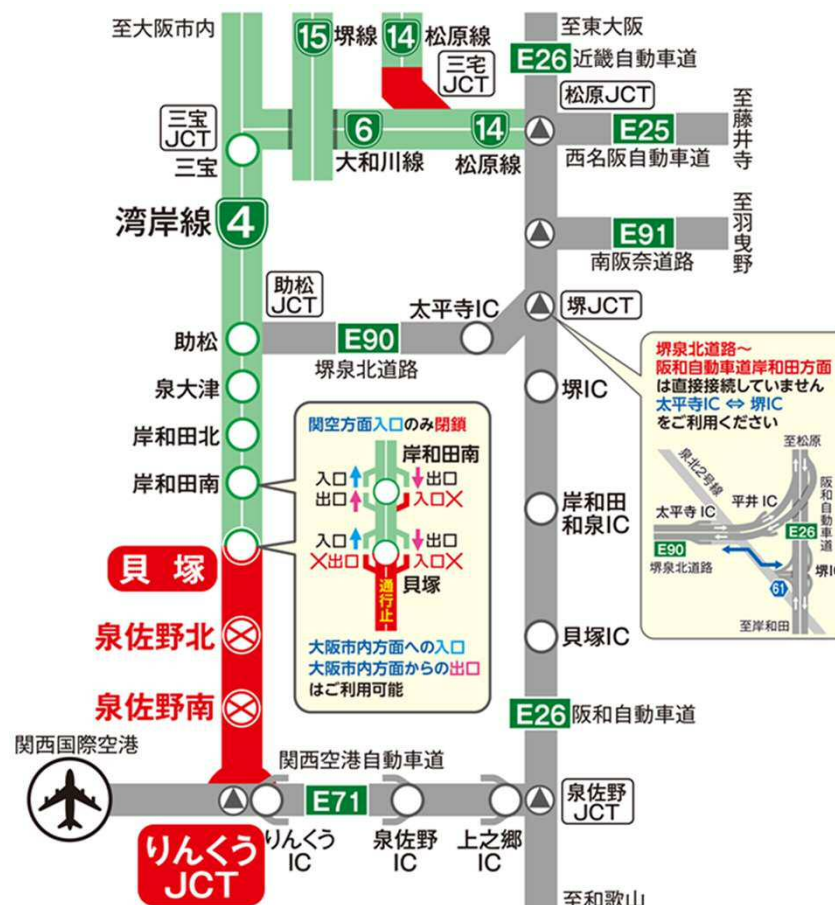 至大阪市内
15 堺線
14 松原線
三宅
JCT
至東大阪
E26 近畿自動車道
松原JCT
至藤井寺
三宝
JCT
三宝
6
大和川線
14
松原線
E25
西名阪自動車道
湾岸線 4
E91
南阪奈道路
至羽曳野
助松
JCT
太平寺IC
堺JCT
助松
E90
堺泉北道路
泉大津
堺IC
岸和田北
岸和田南
岸和田
和泉IC
貝塚
貝塚IC
泉佐野北
泉佐野南
E26 阪和自動車道
関西国際空港
関西空港自動車道
E71
泉佐野
JCT
りんくう
JCT
りんくう
IC
泉佐野
IC
上之郷
IC
至和歌山
関空方面入口のみ閉鎖
岸和田南
入口 出口
出口 入口×
入口 出口
×出口 入口×
通行止
貝塚
大阪市内方面への入口
大阪市内方面からの出口
はご利用可能
堺泉北道路～
阪和自動車道岸和田方面
は直接接続していません
太平寺IC ⇔ 堺IC
をご利用ください
至松原
泉北2号線
阪和自動車道
太平寺 IC
平井 IC
E26
E90
堺泉北道路
堺IC
61
至岸和田